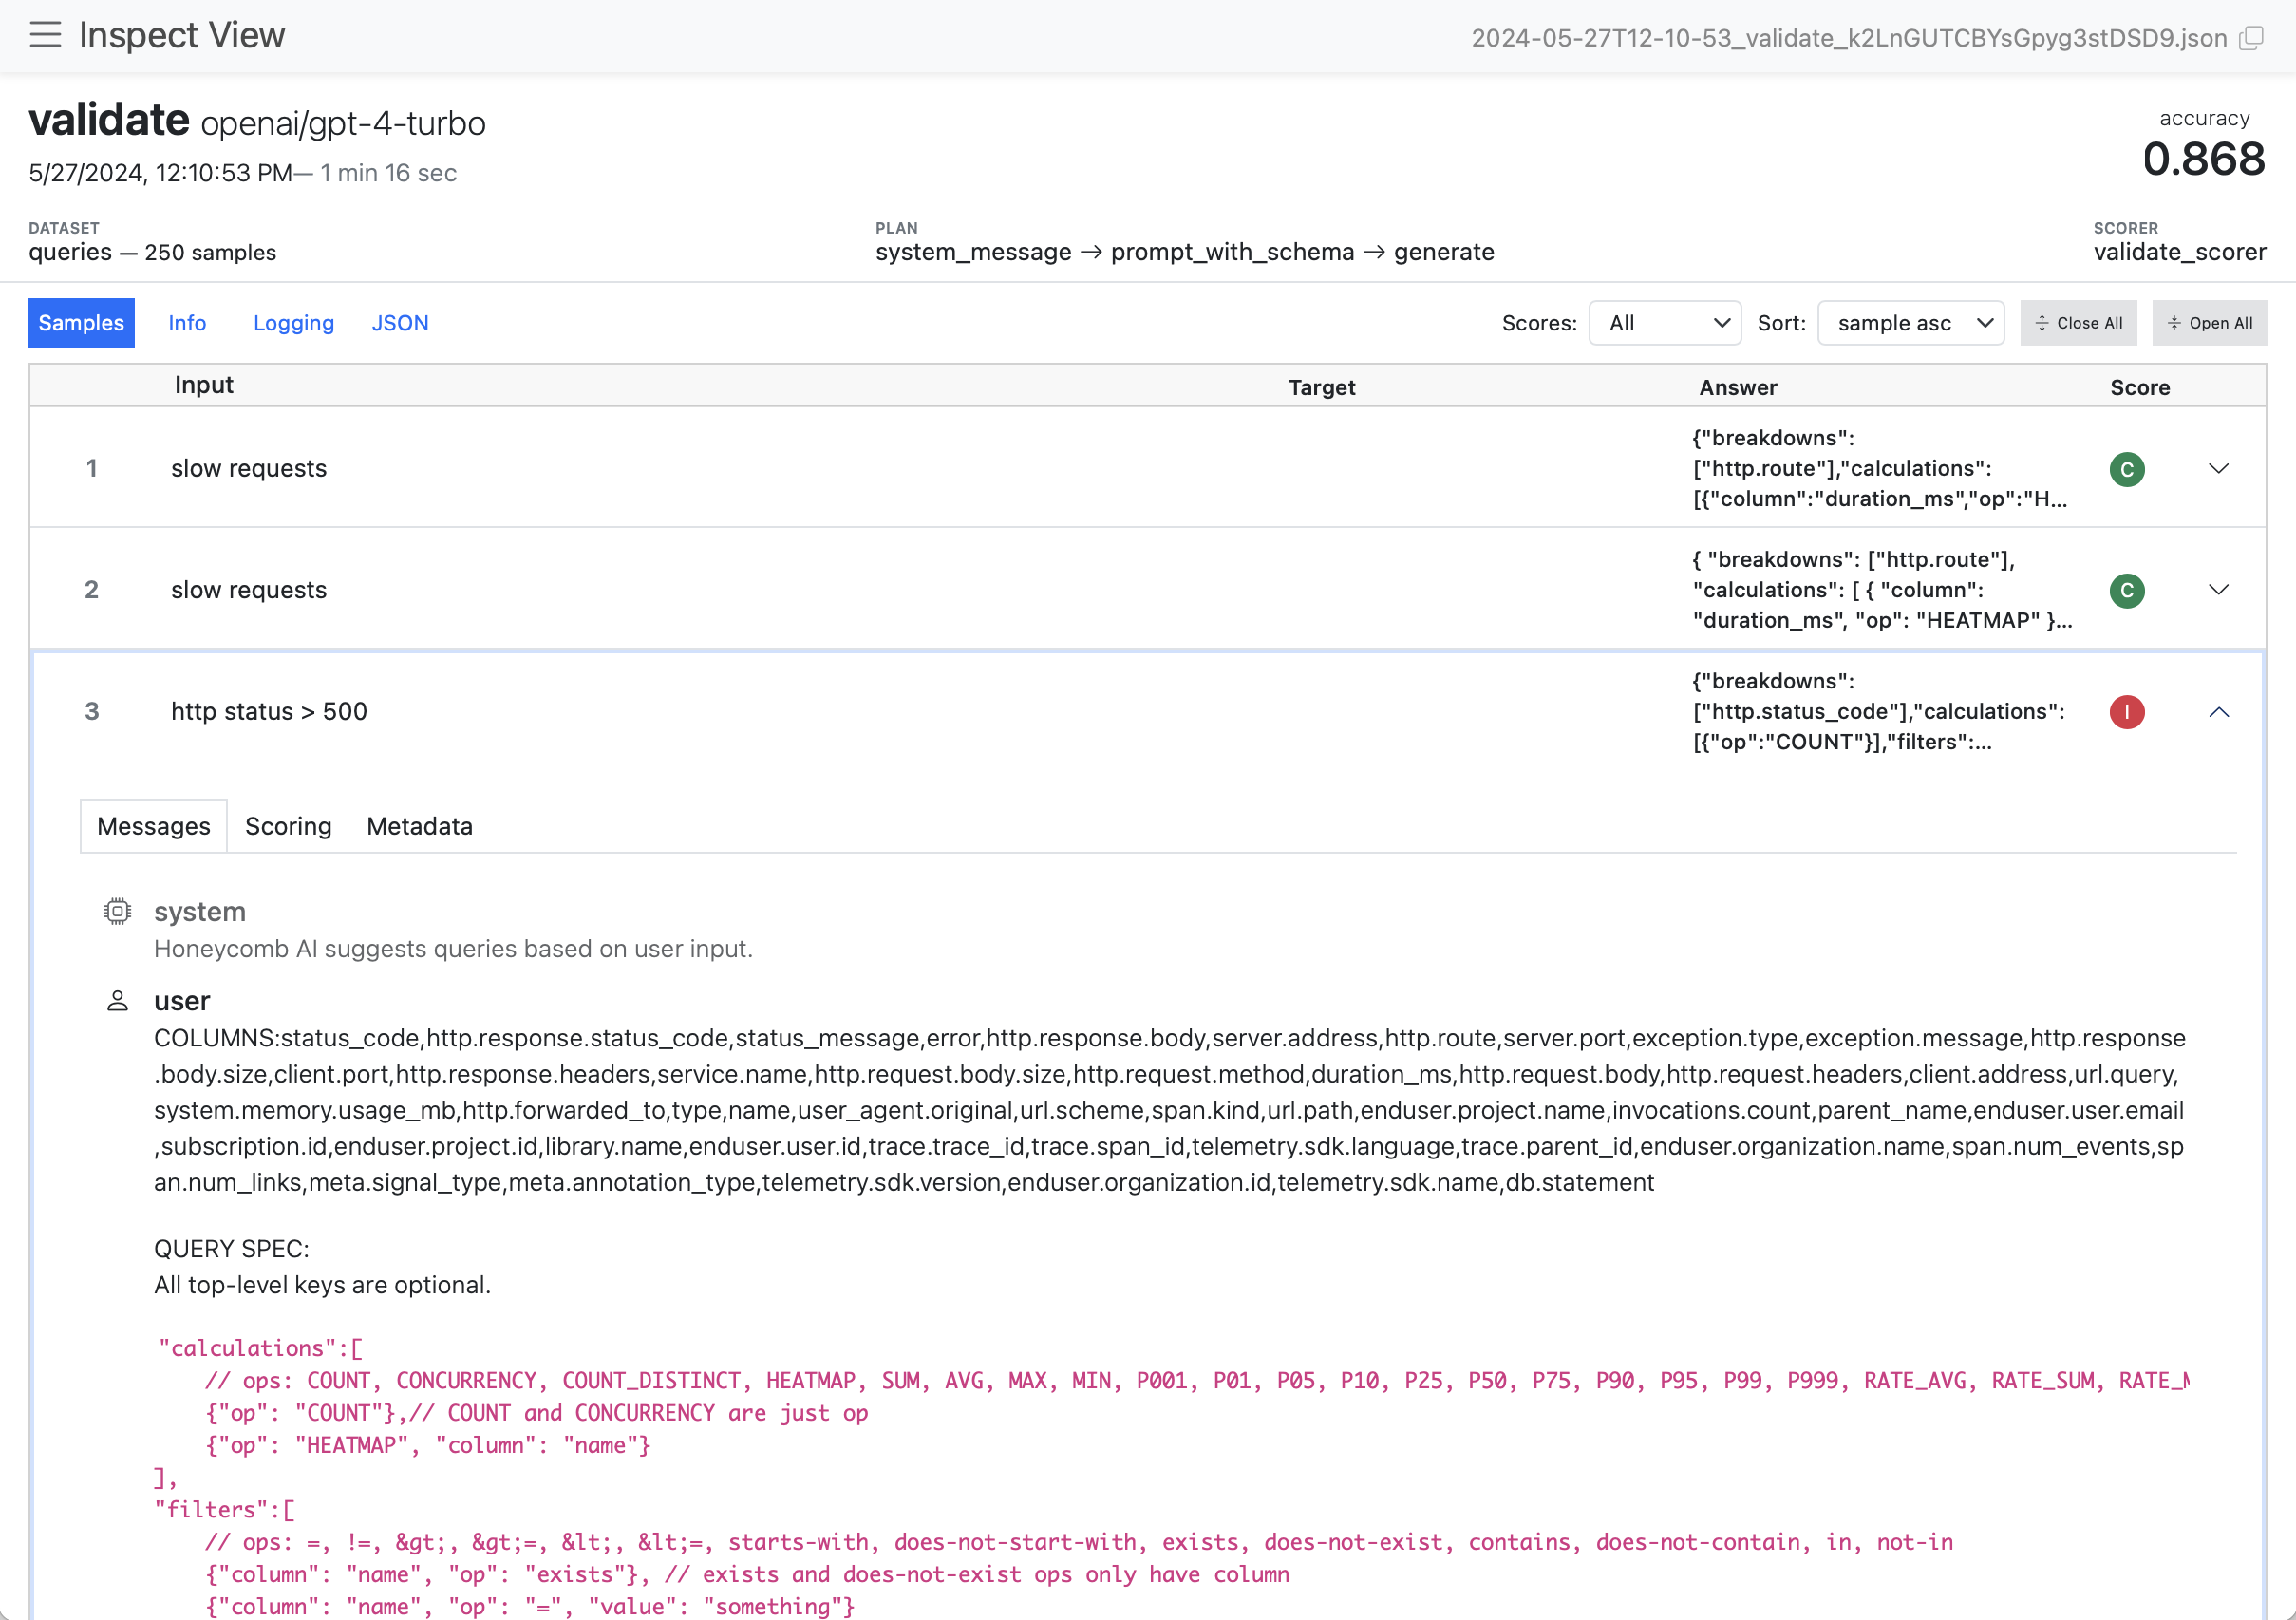 Inspect View
2024-05-27T12-10-53_validate_k2LnGUTCBYsGpyg3stDSD9.json
validate openai/gpt-4-turbo
accuracy
0.868
5/27/2024, 12:10:53 PM— 1 min 16 sec
DATASET
queries — 250 samples
PLAN
system_message → prompt_with_schema → generate
SCORER
validate_scorer
Samples Info Logging JSON Scores: All Sort: sample asc Close All Open All
Input Target Answer Score
1 slow requests
{"breakdowns":
["http.route"],"calculations":
[{"column":"duration_ms","op":"H...
C
2 slow requests
{ "breakdowns": ["http.route"],
"calculations": [ { "column":
"duration_ms", "op": "HEATMAP" }...
C
3 http status > 500
{"breakdowns":
["http.status_code"],"calculations":
[{"op":"COUNT"}],"filters":...
I
Messages Scoring Metadata
system
Honeycomb AI suggests queries based on user input.
user
COLUMNS:status_code,http.response.status_code,status_message,error,http.response.body,server.address,http.route,server.port,exception.type,exception.message,http.response
.body.size,client.port,http.response.headers,service.name,http.request.body.size,http.request.method,duration_ms,http.request.body,http.request.headers,client.address,url.query,
system.memory.usage_mb,http.forwarded_to,type,name,user_agent.original,url.scheme,span.kind,url.path,enduser.project.name,invocations.count,parent_name,enduser.user.email
,subscription.id,enduser.project.id,library.name,enduser.user.id,trace.trace_id,trace.span_id,telemetry.sdk.language,trace.parent_id,enduser.organization.name,span.num_events,sp
an.num_links,meta.signal_type,meta.annotation_type,telemetry.sdk.version,enduser.organization.id,telemetry.sdk.name,db.statement
QUERY SPEC:
All top-level keys are optional.
"calculations":[
// ops: COUNT, CONCURRENCY, COUNT_DISTINCT, HEATMAP, SUM, AVG, MAX, MIN, P001, P01, P05, P10, P25, P50, P75, P90, P95, P99, P999, RATE_AVG, RATE_SUM,
{"op": "COUNT"},// COUNT and CONCURRENCY are just op
{"op": "HEATMAP", "column": "name"}
],
"filters":[
// ops: =, !=, &gt;, &gt;=, &lt;, &lt;=, starts-with, does-not-start-with, exists, does-not-exist, contains, does-not-contain, in, not-in
{"column": "name", "op": "exists"}, // exists and does-not-exist ops only have column
{"column": "name", "op": "=", "value": "something"}